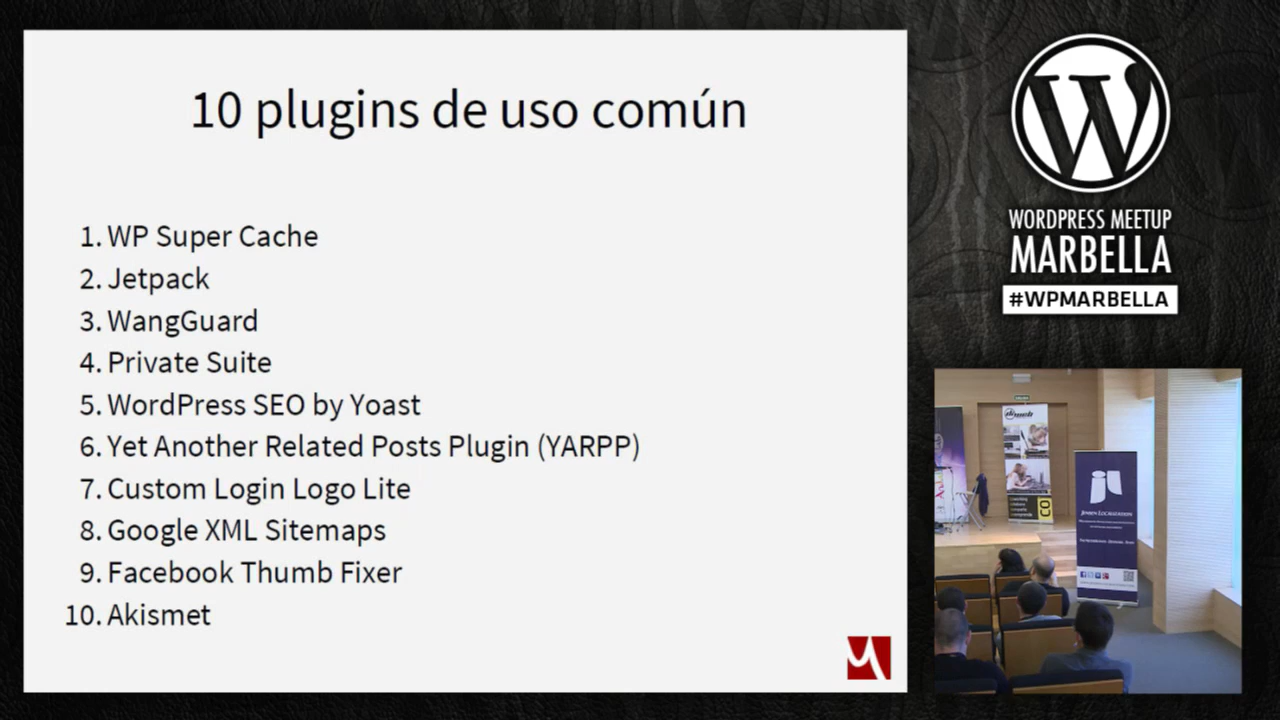 10 plugins de uso común
1. WP Super Cache
2. Jetpack
3. WangGuard
4. Private Suite
5. WordPress SEO by Yoast
6. Yet Another Related Posts Plugin (YARPP)
7. Custom Login Logo Lite
8. Google XML Sitemaps
9. Facebook Thumb Fixer
10. Akismet
WORDPRESS MEETUP
MARBELLA
#WPMARBELLA
JENSEN LOCALIZATION